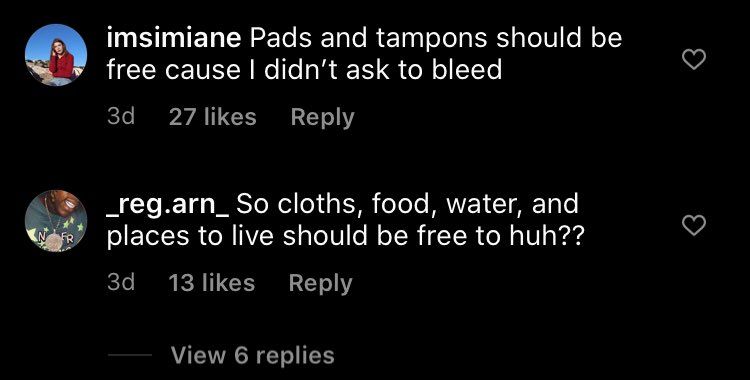 imsimiane Pads and tampons should be
free cause I didn’t ask to bleed
3d 27 likes Reply
_reg.arn_ So cloths, food, water, and
places to live should be free to huh??
3d 13 likes Reply
View 6 replies